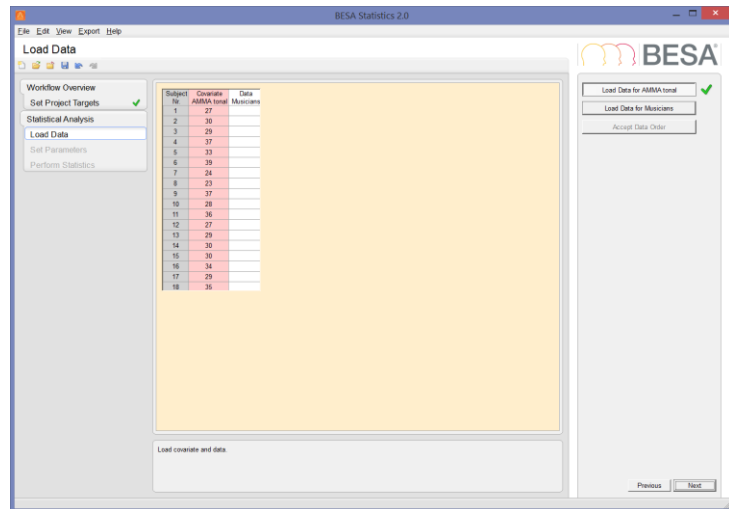 BESA Statistics 2.0
File Edit View Export Help
Load Data
BESA
Workflow Overview
Set Project Targets
Statistical Analysis
Load Data
Set Parameters
Perform Statistics
Subject Covariate Data
Nr. AMMA tonal Musicians
1 27
2 30
3 29
4 37
5 33
6 39
7 24
8 23
9 37
10 28
11 36
12 27
13 29
14 30
15 30
16 34
17 29
18 35
Load Data for AMMA tonal
Load Data for Musicians
Accept Data Order
Load covariate and data.
Previous Next